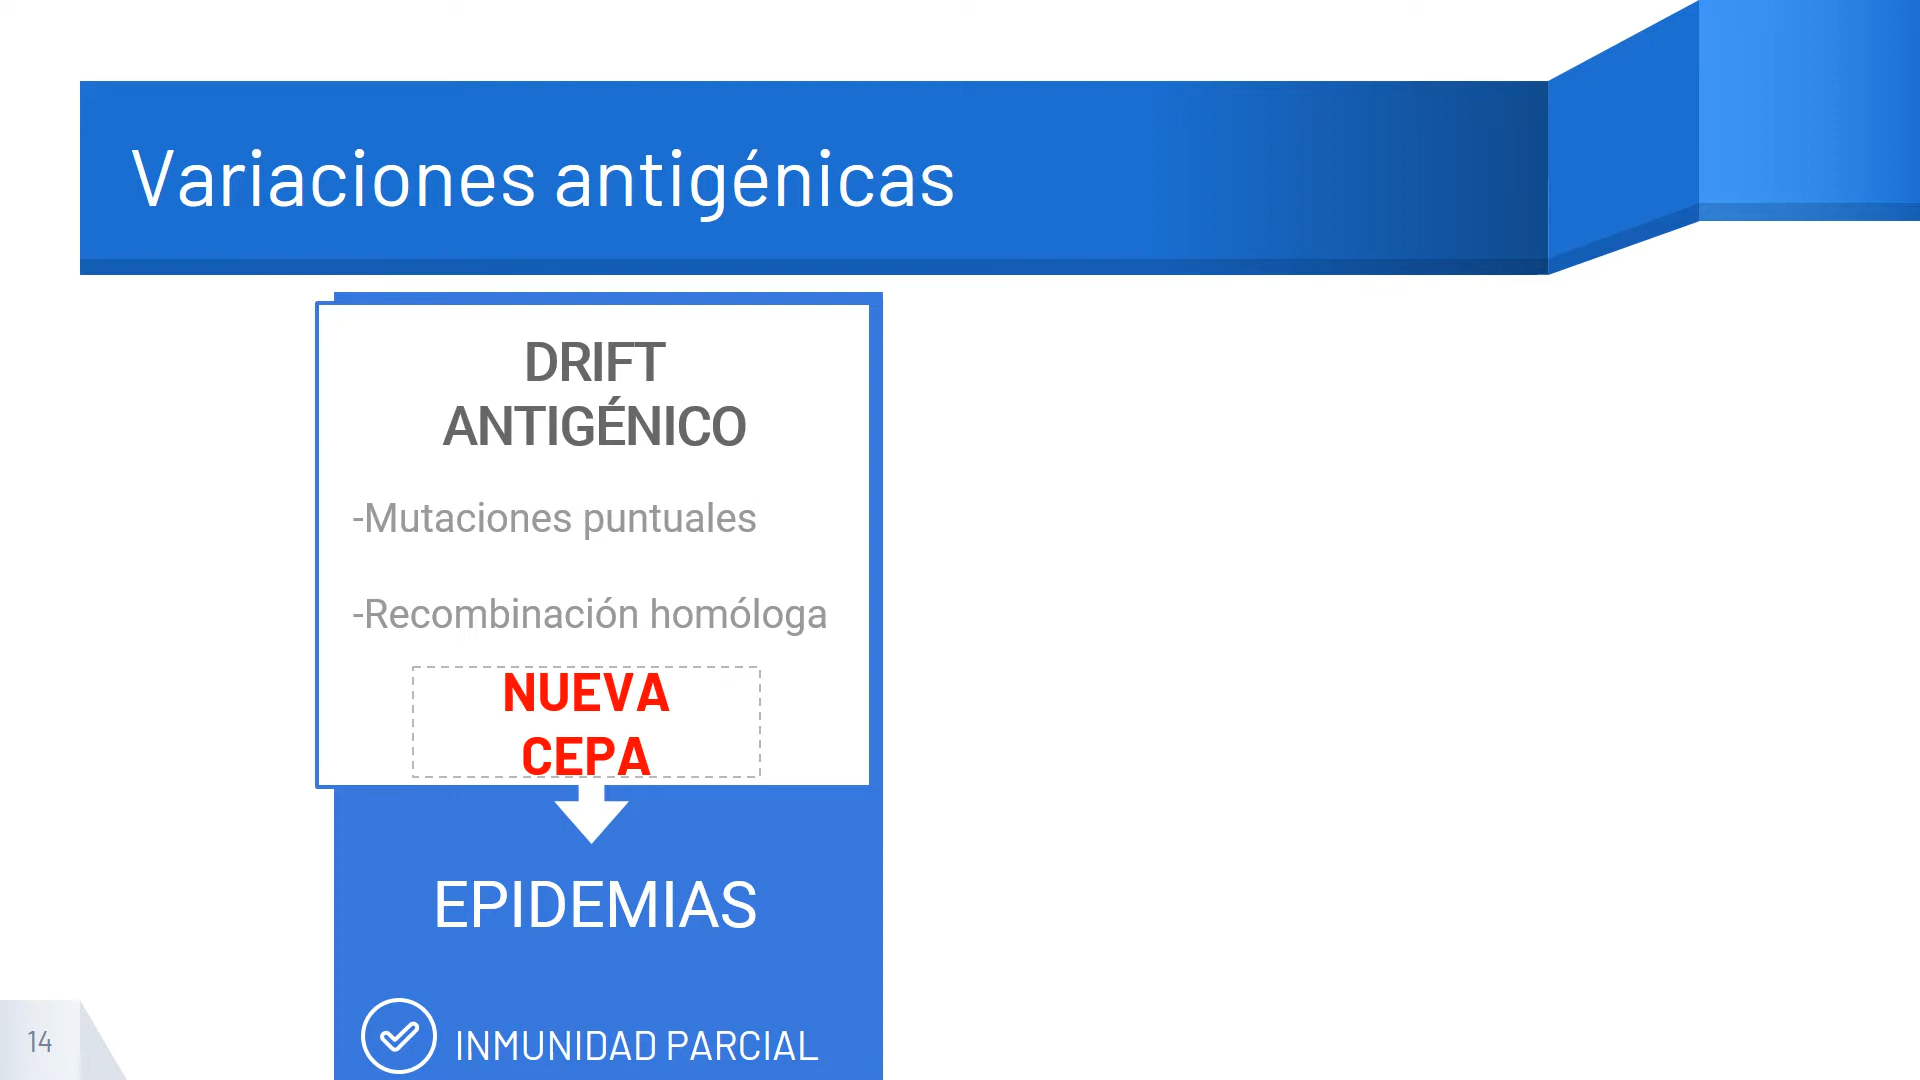 Variaciones antigénicas
DRIFT
ANTIGÉNICO
-Mutaciones puntuales
-Recombinación homóloga
NUEVA
CEPA
EPIDEMIAS
INMUNIDAD PARCIAL
14